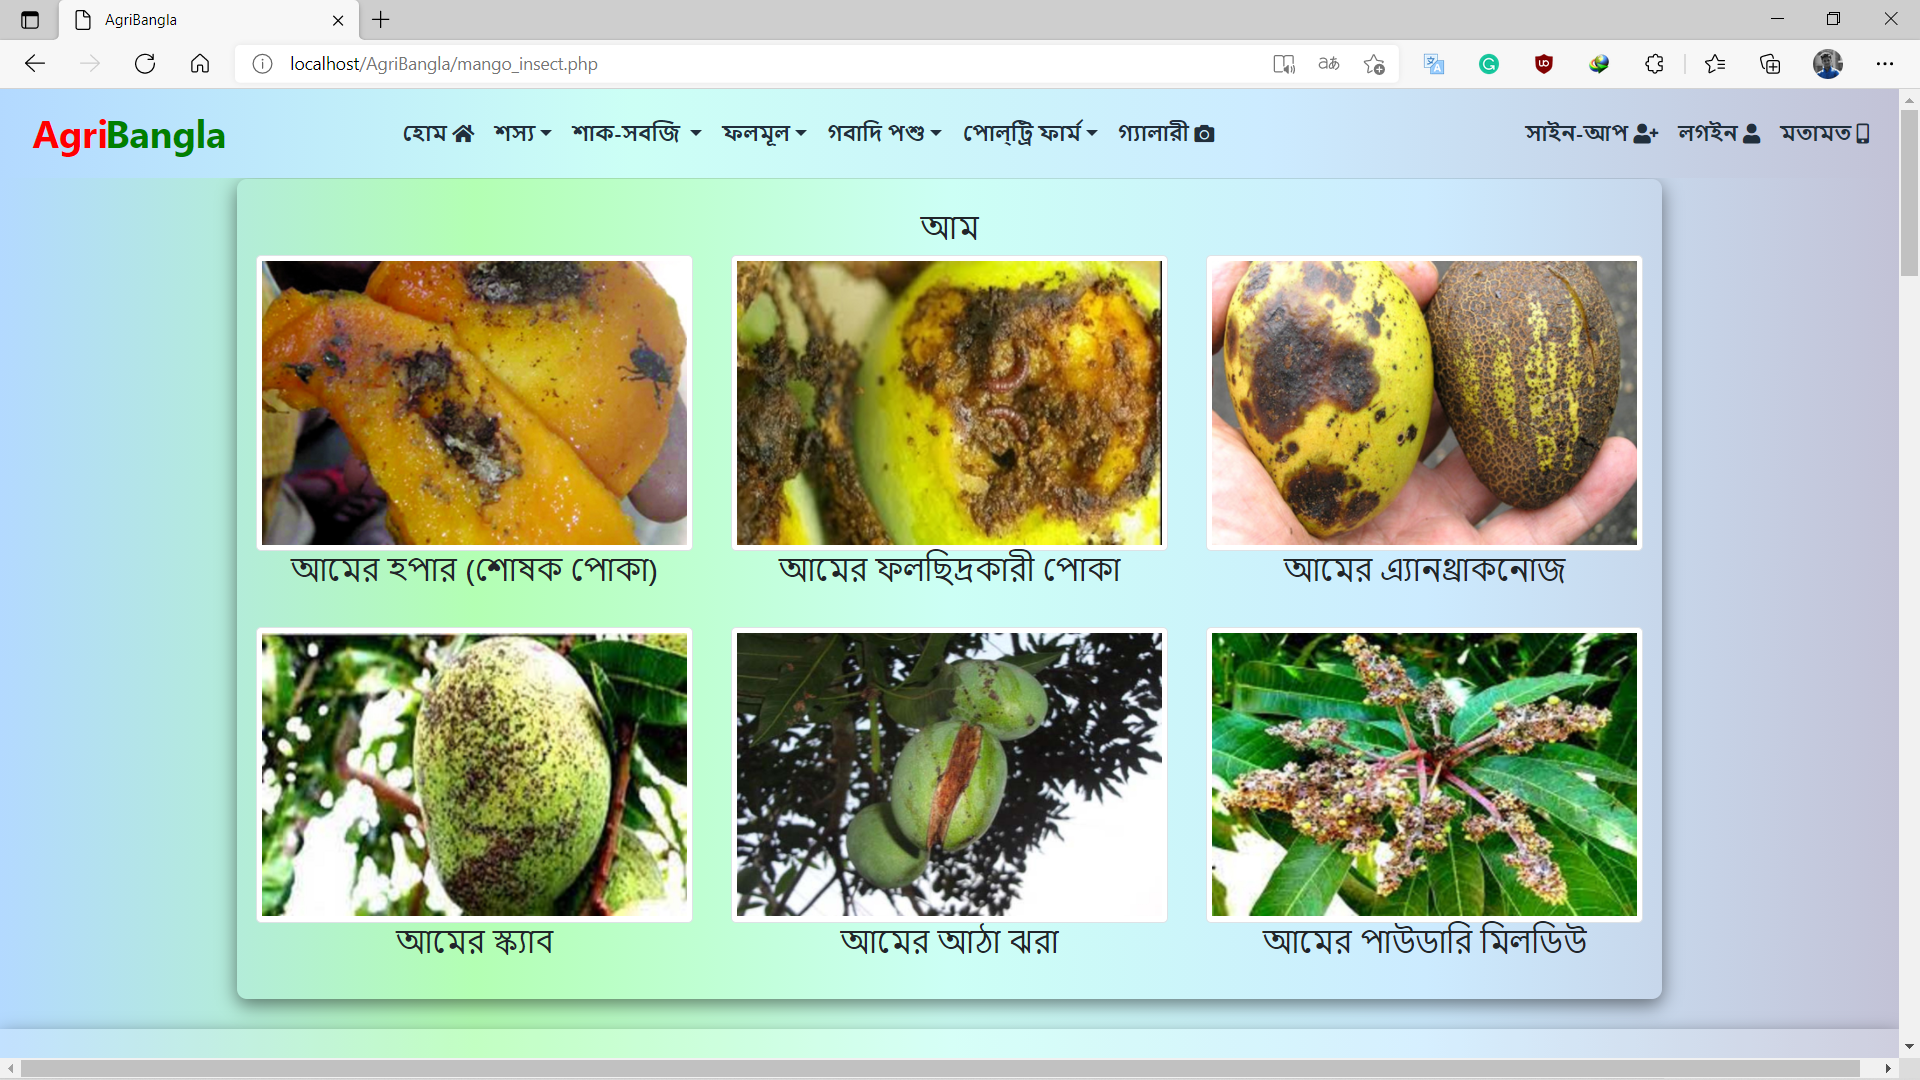 AgriBangla
localhost/AgriBangla/mango_insect.php
AgriBangla
হোম শস্য শাক-সবজি ফলমূল গবাদি পশু পোল্ট্রি ফার্ম গ্যালারী সাইন-আপ লগইন মতামত
আম
আমের হপার (শোষক পোকা) আমের ফলছিদ্রকারী পোকা আমের এ্যানথ্রাকনোজ
আমের স্ক্যাব আমের আঠা ঝরা আমের পাউডারি মিলডিউ